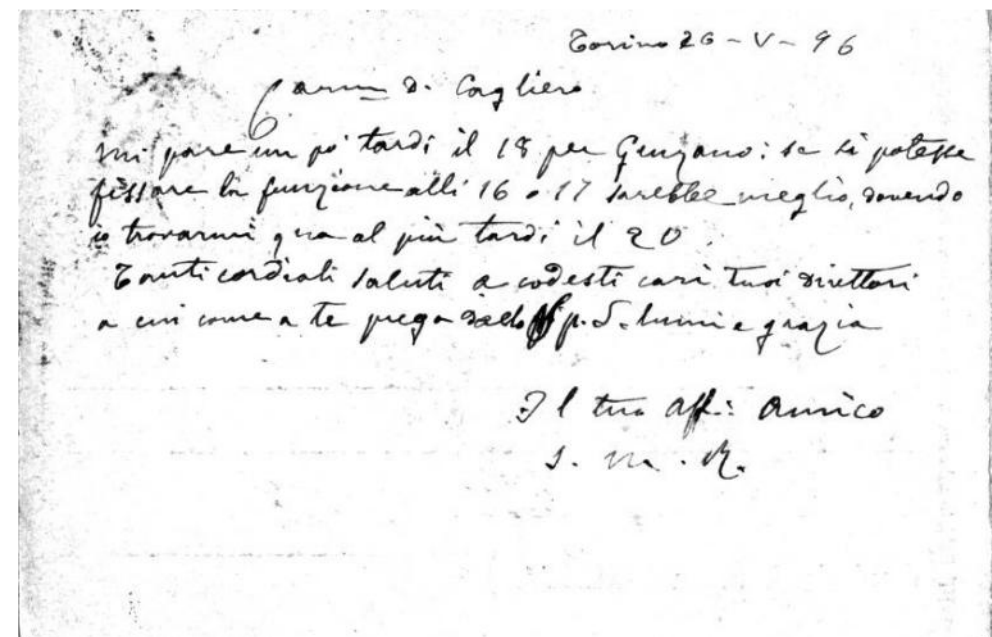 Torino 26-V-96
Carmo D. Cagliero
Mi pare un po' tardi il 18 per Genzano: se si potesse
fissare la funzione alli 16 o 17 sarebbe meglio, dovendo
io trovarmi qua al più tardi il 20.
Tanti cordiali saluti a codesti cari tuoi direttori
a cui come a te prega dallo p. S. lumi e grazia
Il tuo aff.: Amico
S. M. R.